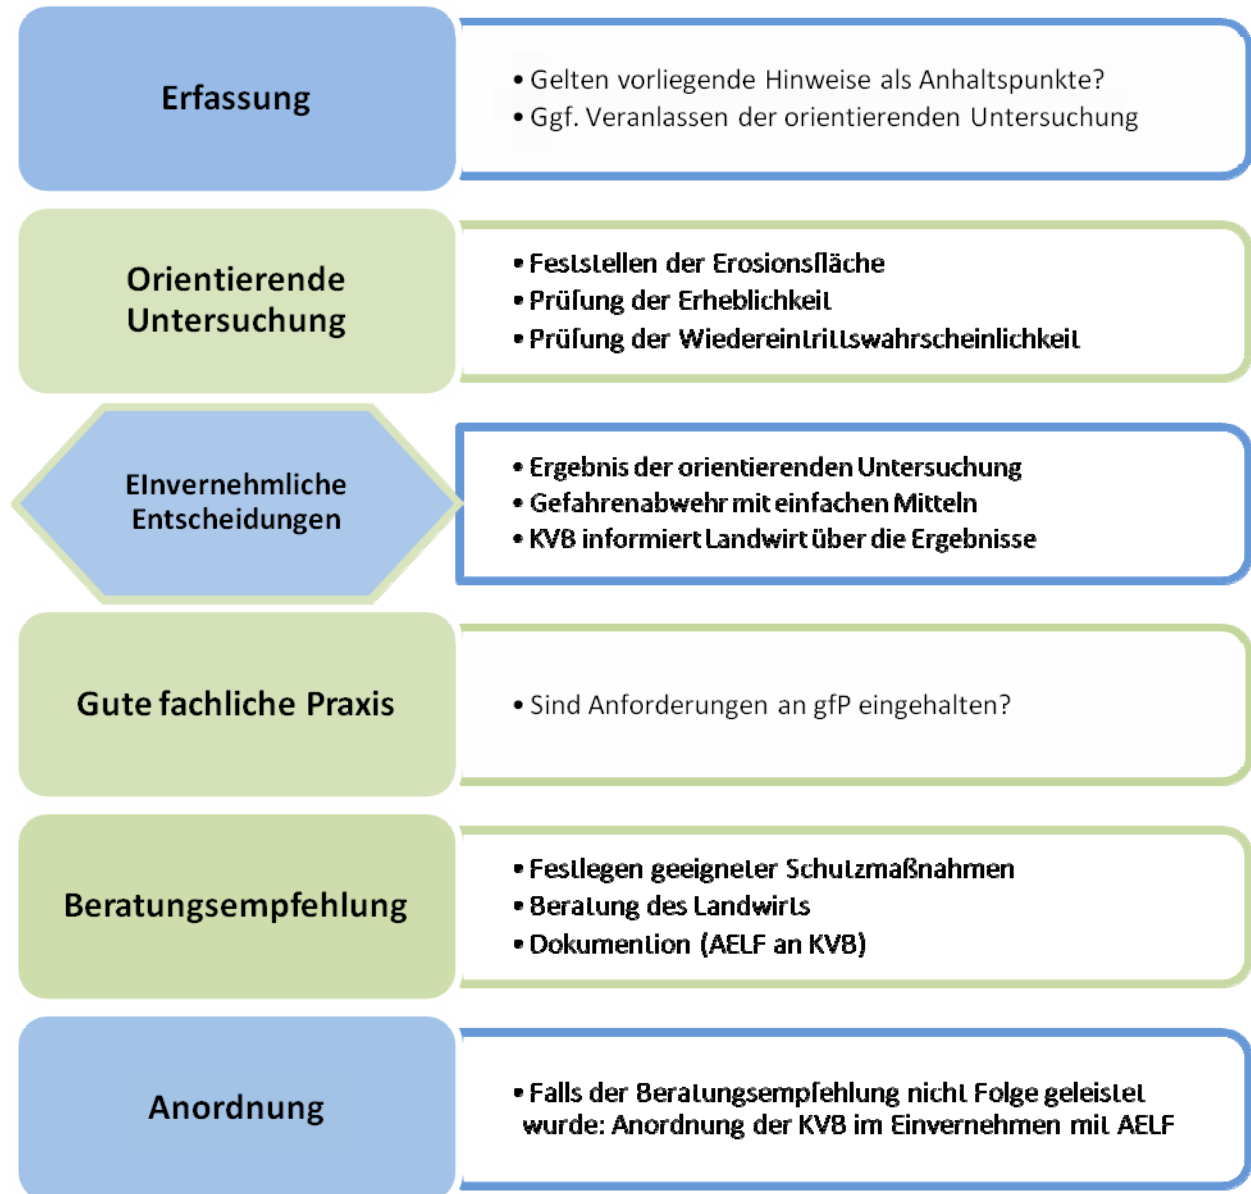 Erfassung
• Gelten vorliegende Hinweise als Anhaltspunkte?
• Ggf. Veranlassen der orientierenden Untersuchung
Orientierende
Untersuchung
• Feststellen der Erosionsfläche
• Prüfung der Erheblichkeit
• Prüfung der Wiedereintrittswahrscheinlichkeit
EInvernehmliche
Entscheidungen
• Ergebnis der orientierenden Untersuchung
• Gefahrenabwehr mit einfachen Mitteln
• KVB informiert Landwirt über die Ergebnisse
Gute fachliche Praxis
• Sind Anforderungen an gfP eingehalten?
Beratungsempfehlung
• Festlegen geeigneter Schutzmaßnahmen
• Beratung des Landwirts
• Dokumention (AELF an KVB)
Anordnung
• Falls der Beratungsempfehlung nicht Folge geleistet
wurde: Anordnung der KVB im Einvernehmen mit AELF